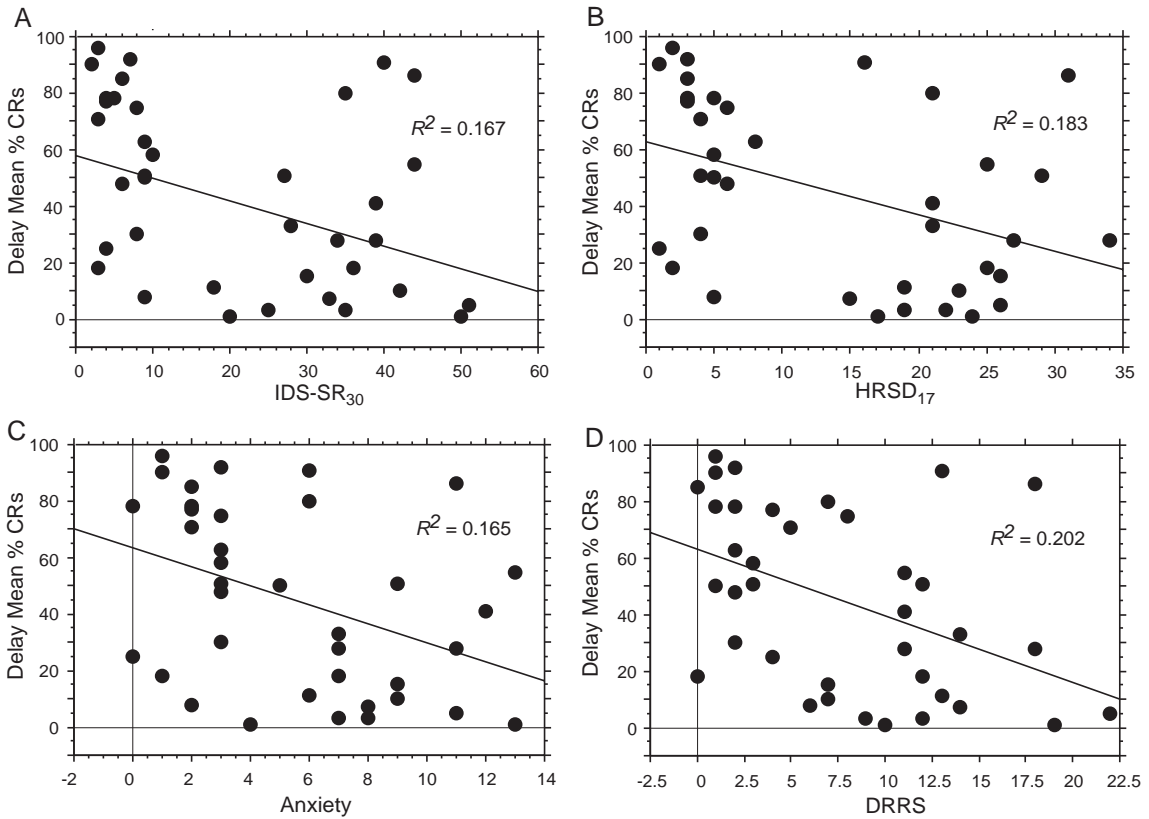 A
100
80
60
40
20
0
Delay Mean % CRs
R2 = 0.167
0 10 20 30 40 50 60
IDS-SR30
B
100
80
60
40
20
0
Delay Mean % CRs
R2 = 0.183
0 5 10 15 20 25 30 35
HRSD17
C
100
80
60
40
20
0
Delay Mean % CRs
R2 = 0.165
-2 0 2 4 6 8 10 12 14
Anxiety
D
100
80
60
40
20
0
Delay Mean % CRs
R2 = 0.202
-2.5 0 2.5 5 7.5 10 12.5 15 17.5 20 22.5
DRRS